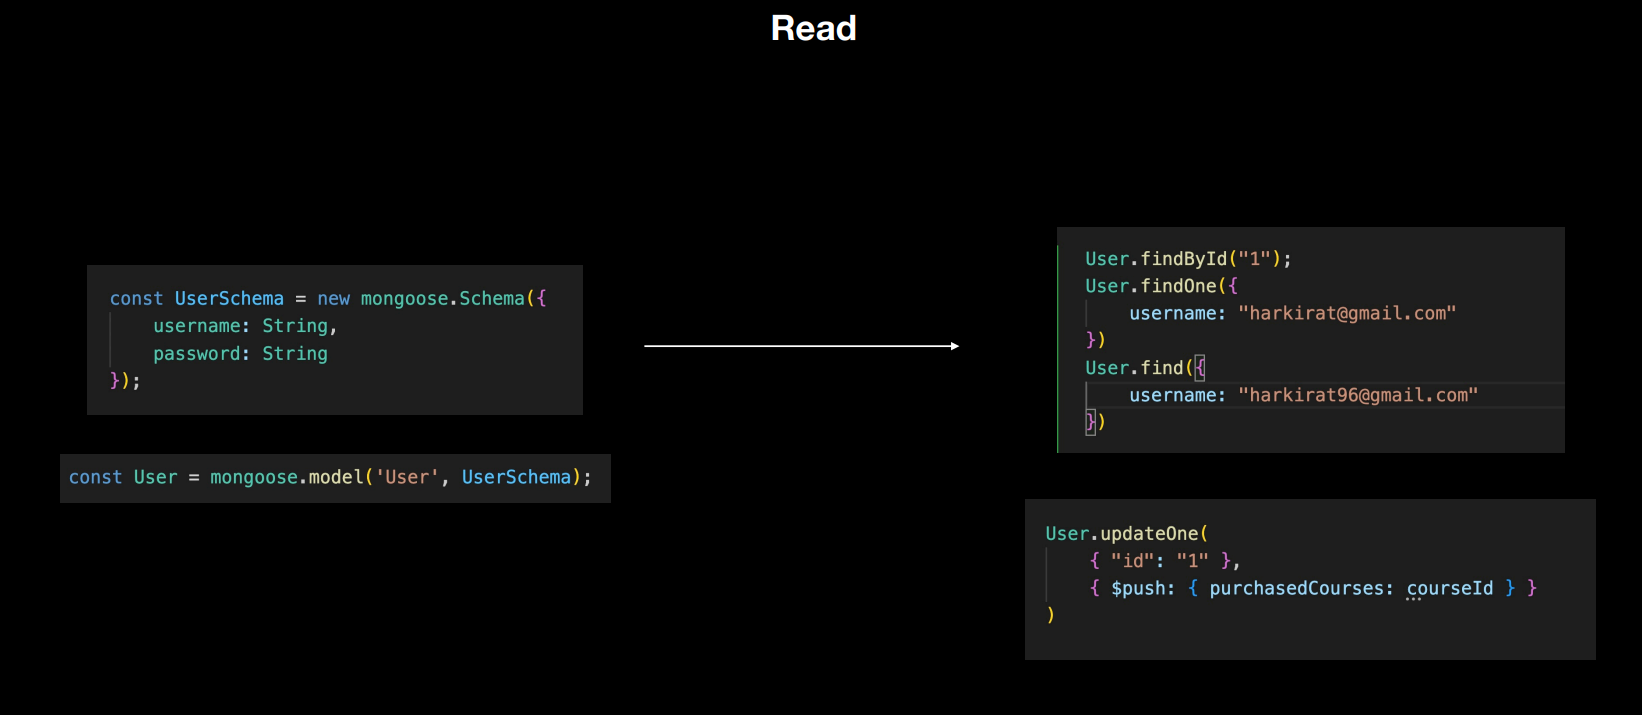 Read
const UserSchema = new mongoose.Schema({
    username: String,
    password: String
});
const User = mongoose.model('User', UserSchema);
User.findById("1");
User.findOne({
    username: "harkirat@gmail.com"
})
User.find({
    username: "harkirat96@gmail.com"
})
User.updateOne(
    { "id": "1" },
    { $push: { purchasedCourses: courseId } }
)